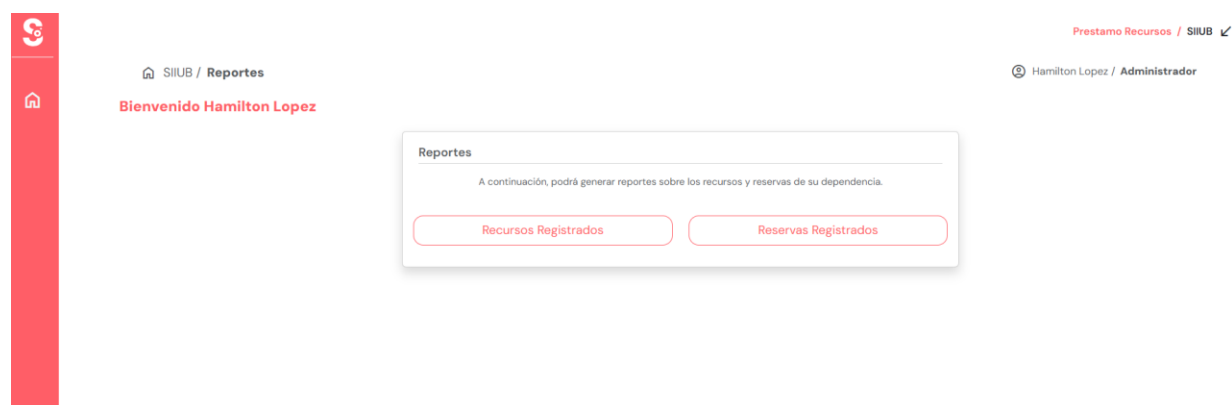 Prestamo Recursos / SIIUB
SIIUB / Reportes
Hamilton Lopez / Administrador
Bienvenido Hamilton Lopez
Reportes
A continuación, podrá generar reportes sobre los recursos y reservas de su dependencia.
Recursos Registrados
Reservas Registrados